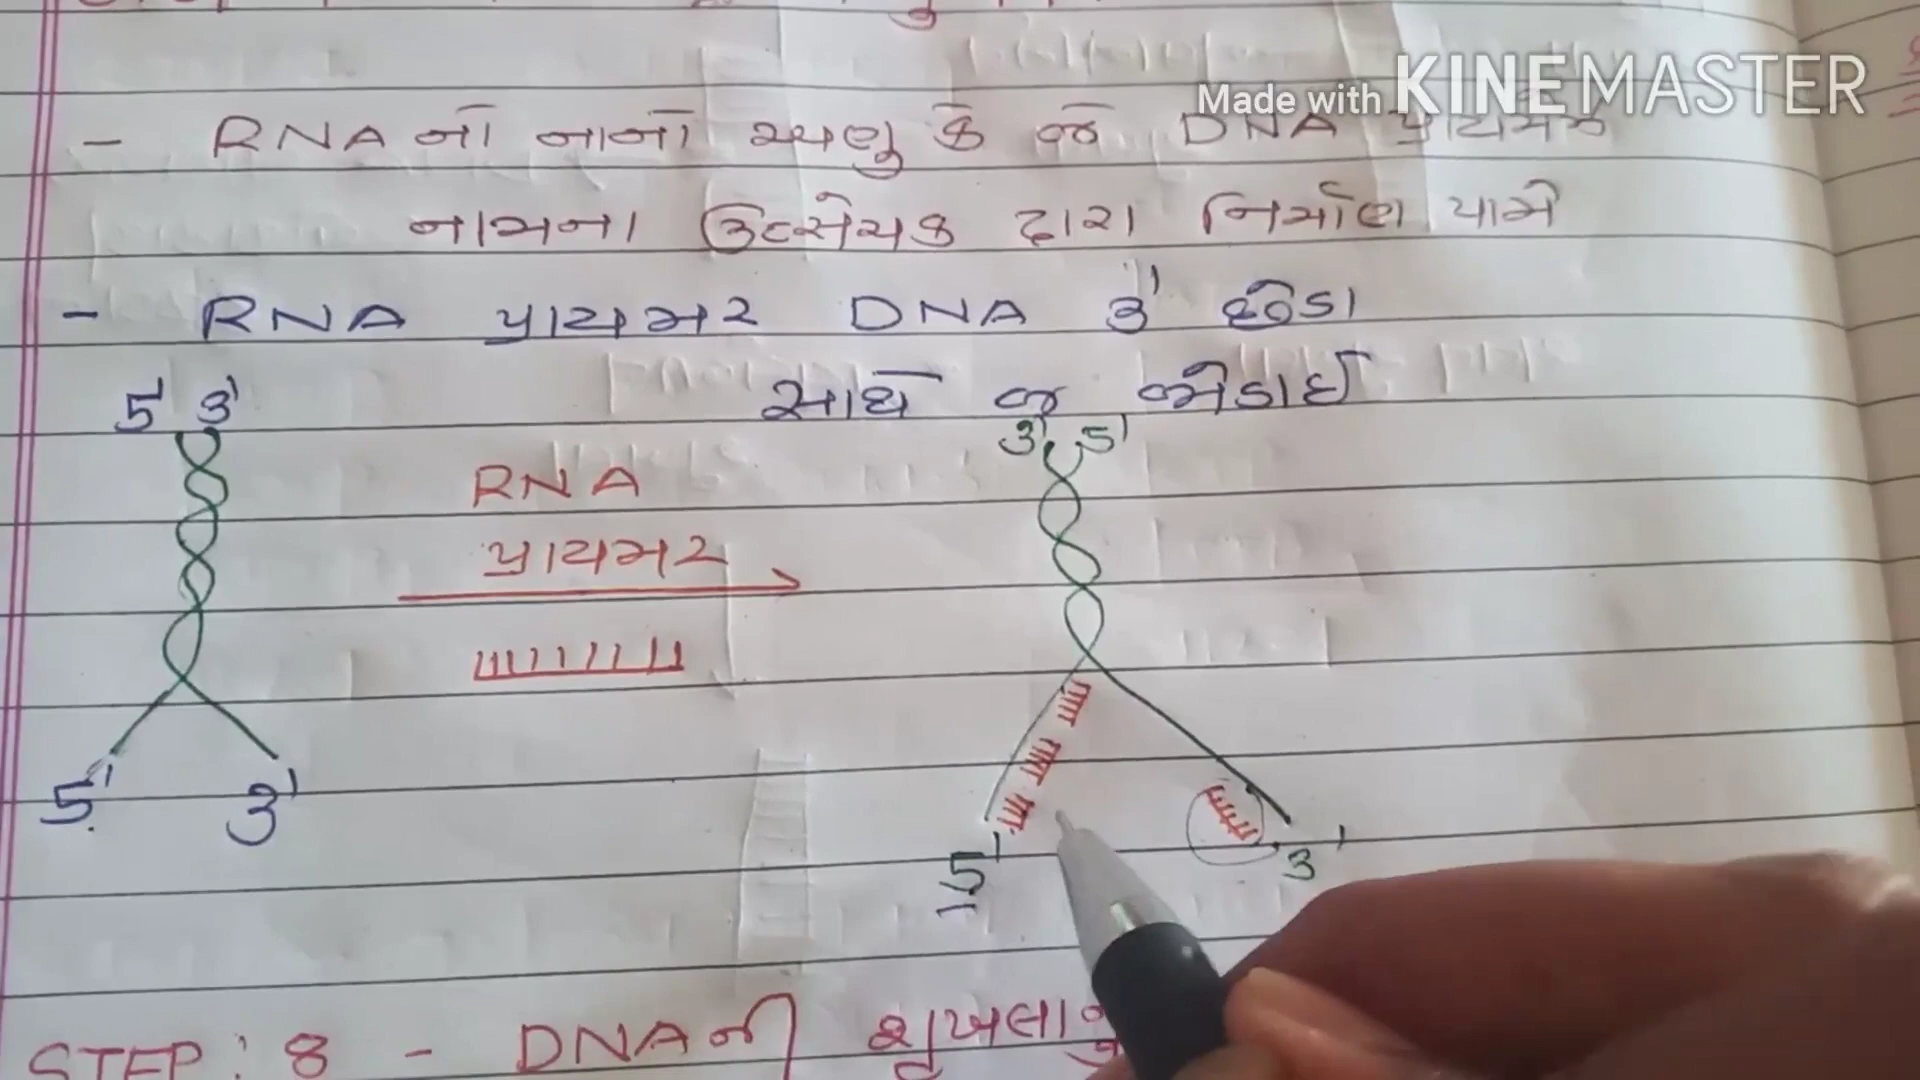 Made with KINEMASTER
- RNA નો નાનો અણુ કે જે DNA પ્રાયમેઝ
નામના ઉત્સેચક દ્વારા નિર્માણ પામે
- RNA પ્રાયમર DNA 3' છેડા
સાથે જ જોડાઈ
5' 3'
3' 5'
RNA
પ્રાયમર
5' 3'
5' 3'
STEP: 8 - DNA ની